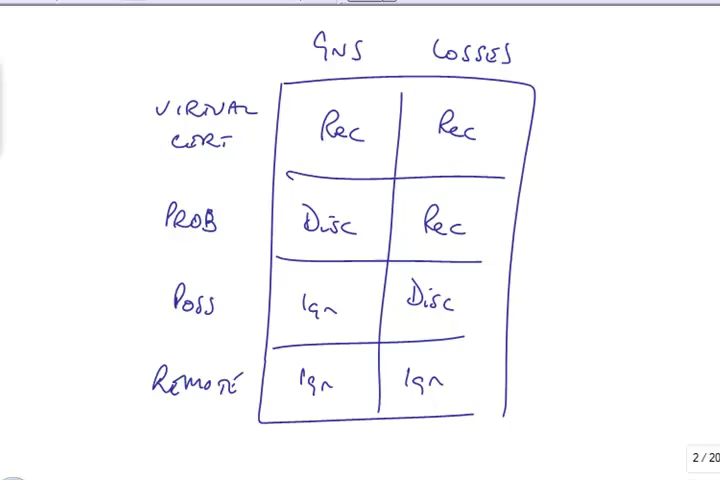 GNS LOSSES
VIRTUAL CERT Rec Rec
PROB Disc Rec
POSS Ign Disc
REMOTE Ign Ign
2 / 20